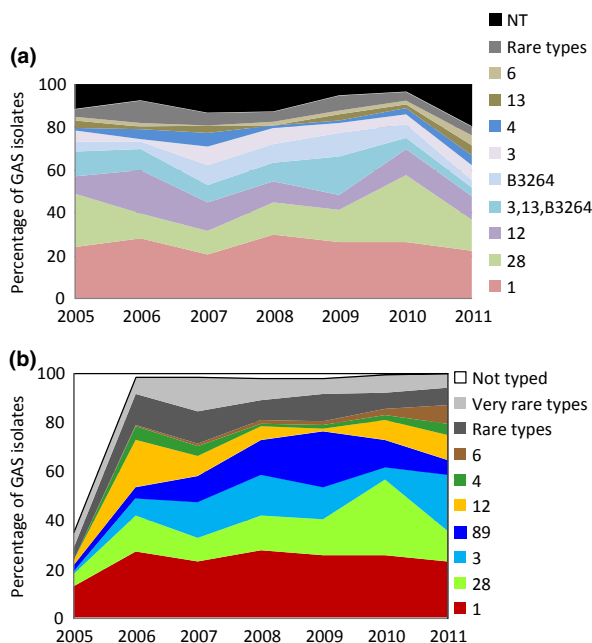 (a)
Percentage of GAS isolates
100
80
60
40
20
0
2005 2006 2007 2008 2009 2010 2011
NT
Rare types
6
13
4
3
B3264
3,13,B3264
12
28
1
(b)
Percentage of GAS isolates
100
80
60
40
20
0
2005 2006 2007 2008 2009 2010 2011
Not typed
Very rare types
Rare types
6
4
12
89
3
28
1